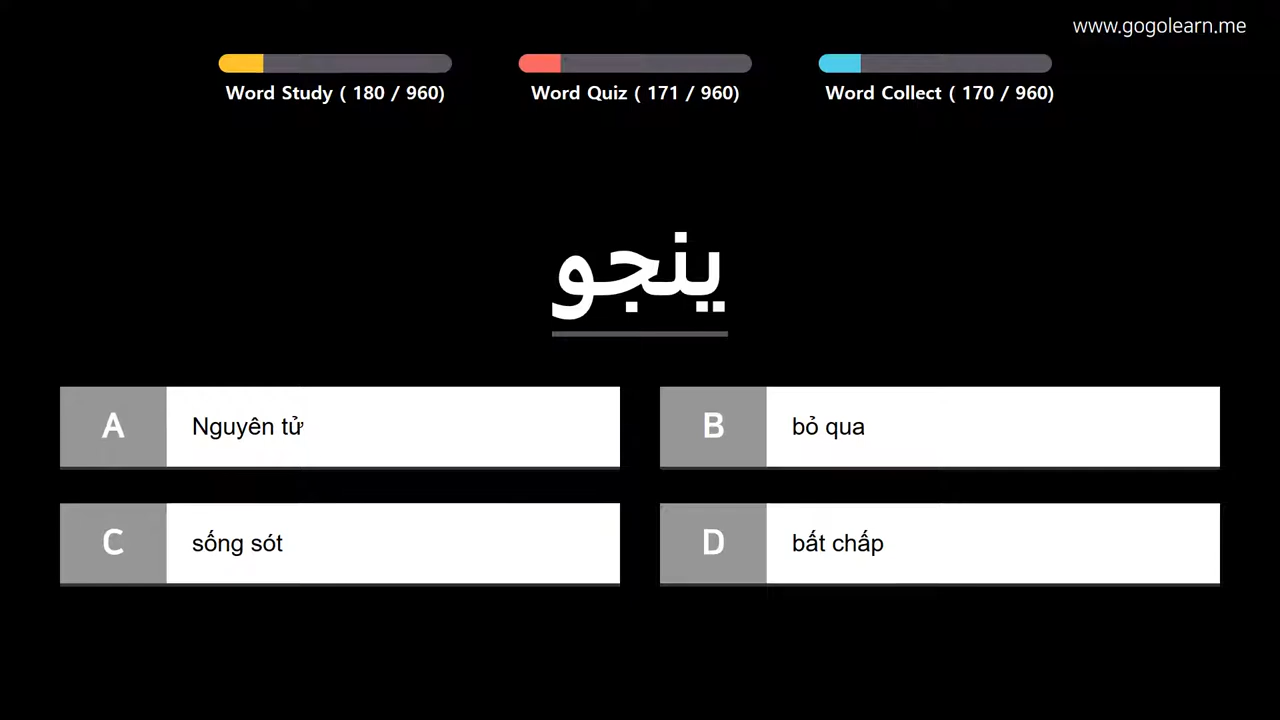 www.gogolearn.me
Word Study ( 180 / 960)
Word Quiz ( 171 / 960)
Word Collect ( 170 / 960)
ينجو
A Nguyên tử
B bỏ qua
C sống sót
D bất chấp